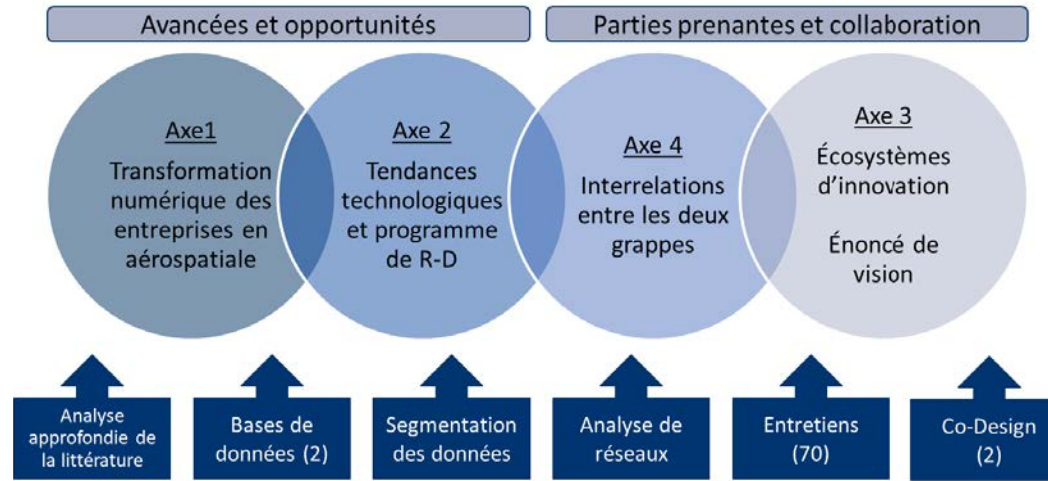 Avancées et opportunités
Parties prenantes et collaboration
Axe1
Transformation
numérique des
entreprises en
aérospatiale
Axe 2
Tendances
technologiques
et programme
de R-D
Axe 4
Interrelations
entre les deux
grappes
Axe 3
Écosystèmes
d'innovation
Énoncé de
vision
Analyse
approfondie de
la littérature
Bases de
données (2)
Segmentation
des données
Analyse de
réseaux
Entretiens
(70)
Co-Design
(2)